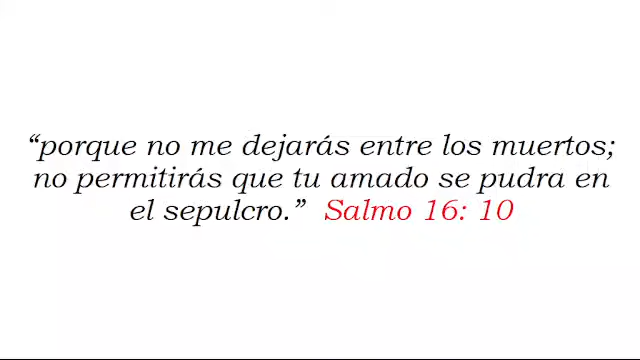 “porque no me dejarás entre los muertos;
no permitirás que tu amado se pudra en
el sepulcro.” Salmo 16: 10